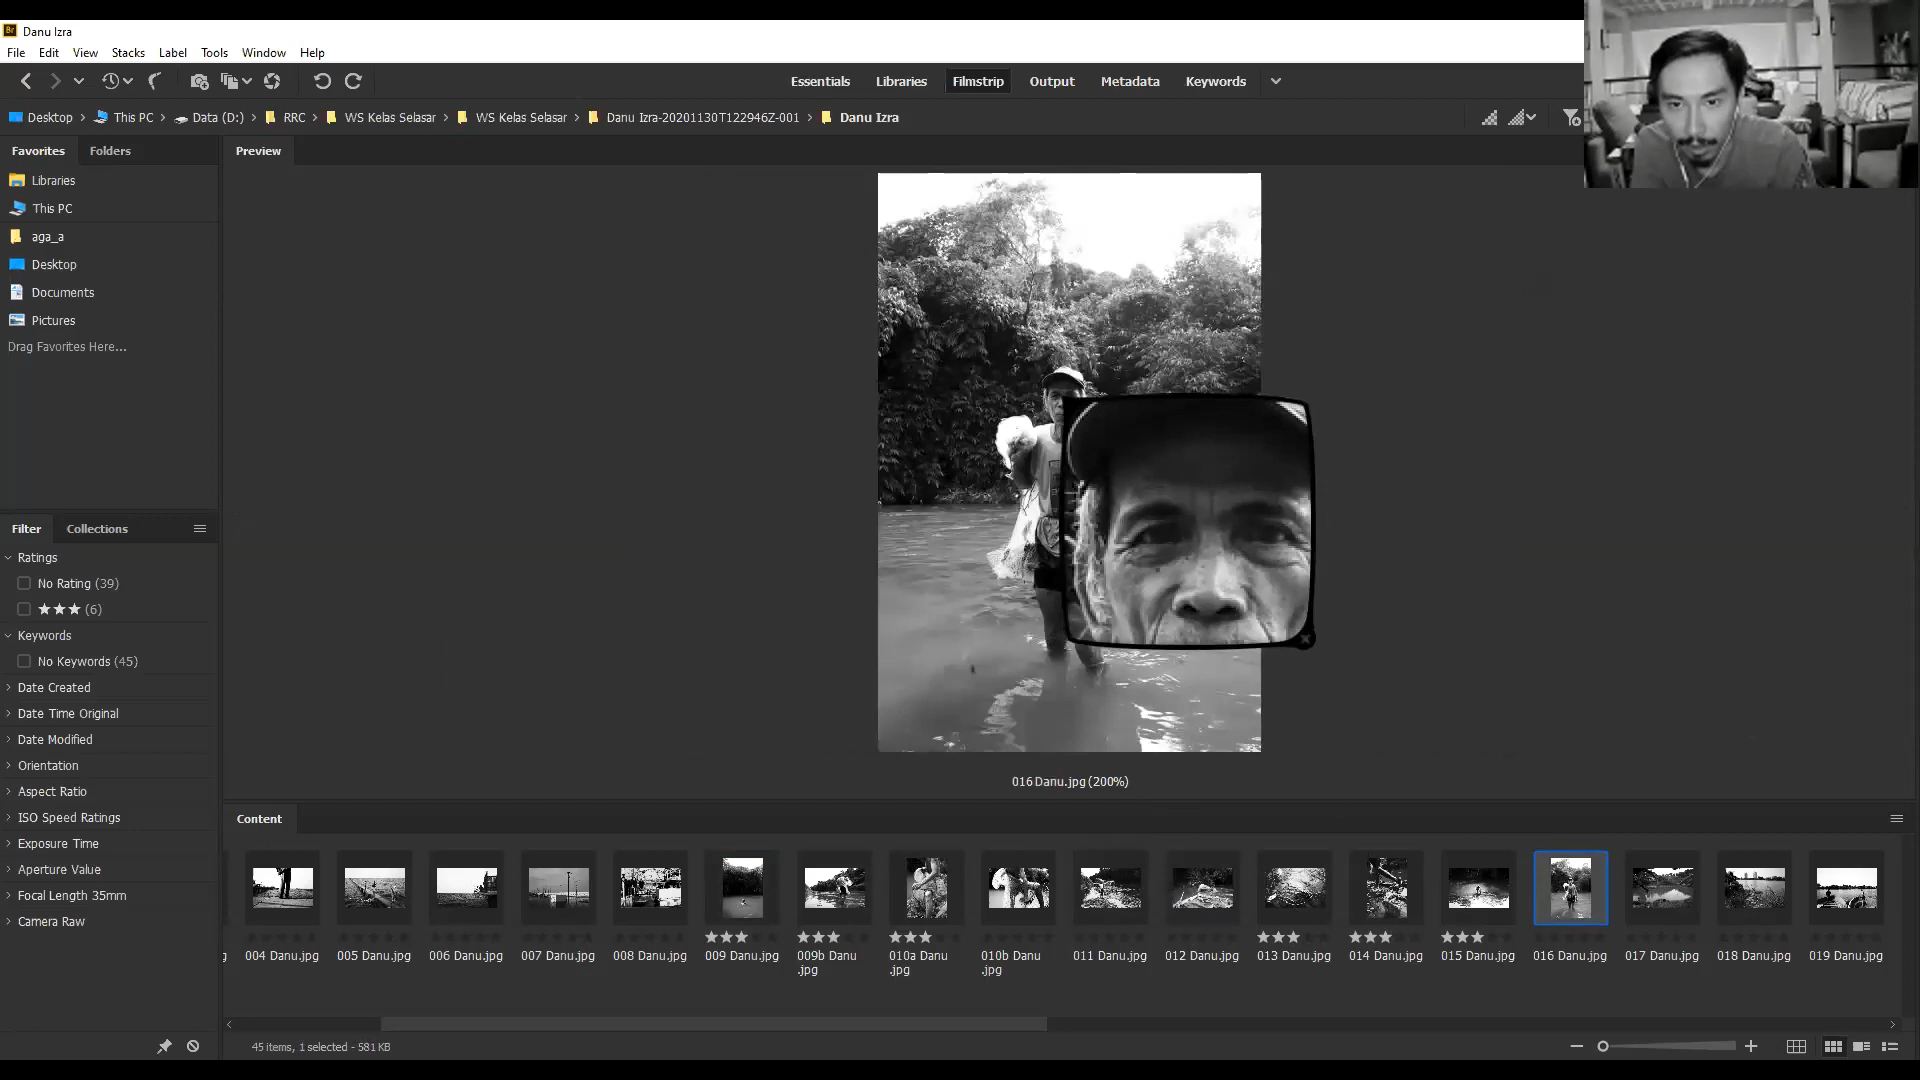 Br Danu Izra
File Edit View Stacks Label Tools Window Help
Essentials Libraries Filmstrip Output Metadata Keywords
Desktop This PC Data (D:) RRC WS Kelas Selasar WS Kelas Selasar Danu Izra-20201130T122946Z-001 Danu Izra
Favorites Folders
Preview
Libraries
This PC
aga_a
Desktop
Documents
Pictures
Drag Favorites Here...
Filter Collections
Ratings
No Rating (39)
★★★ (6)
Keywords
No Keywords (45)
Date Created
Date Time Original
Date Modified
Orientation
Aspect Ratio
ISO Speed Ratings
Exposure Time
Aperture Value
Focal Length 35mm
Camera Raw
016 Danu.jpg (200%)
Content
g 004 Danu.jpg 005 Danu.jpg 006 Danu.jpg 007 Danu.jpg 008 Danu.jpg 009 Danu.jpg 009b Danu .jpg 010a Danu .jpg 010b Danu .jpg 011 Danu.jpg 012 Danu.jpg 013 Danu.jpg 014 Danu.jpg 015 Danu.jpg 016 Danu.jpg 017 Danu.jpg 018 Danu.jpg 019 Danu.jpg
45 items, 1 selected - 581 KB